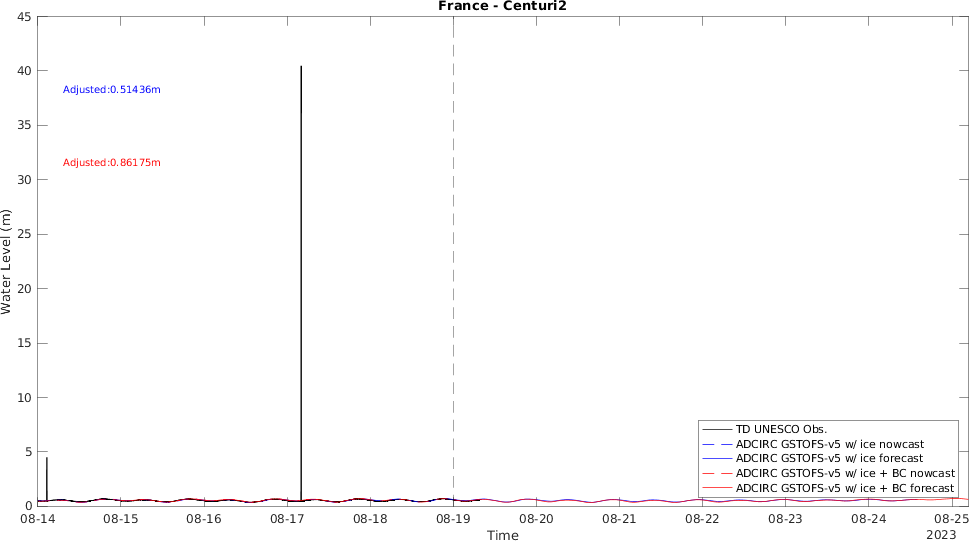 France - Centuri2
45
40
35
30
25
20
15
10
5
0
Water Level (m)
Adjusted:0.51436m
Adjusted:0.86175m
TD UNESCO Obs.
ADCIRC GSTOFS-v5 w/ ice nowcast
ADCIRC GSTOFS-v5 w/ ice forecast
ADCIRC GSTOFS-v5 w/ ice + BC nowcast
ADCIRC GSTOFS-v5 w/ ice + BC forecast
08-14 08-15 08-16 08-17 08-18 08-19 08-20 08-21 08-22 08-23 08-24 08-25
Time
2023